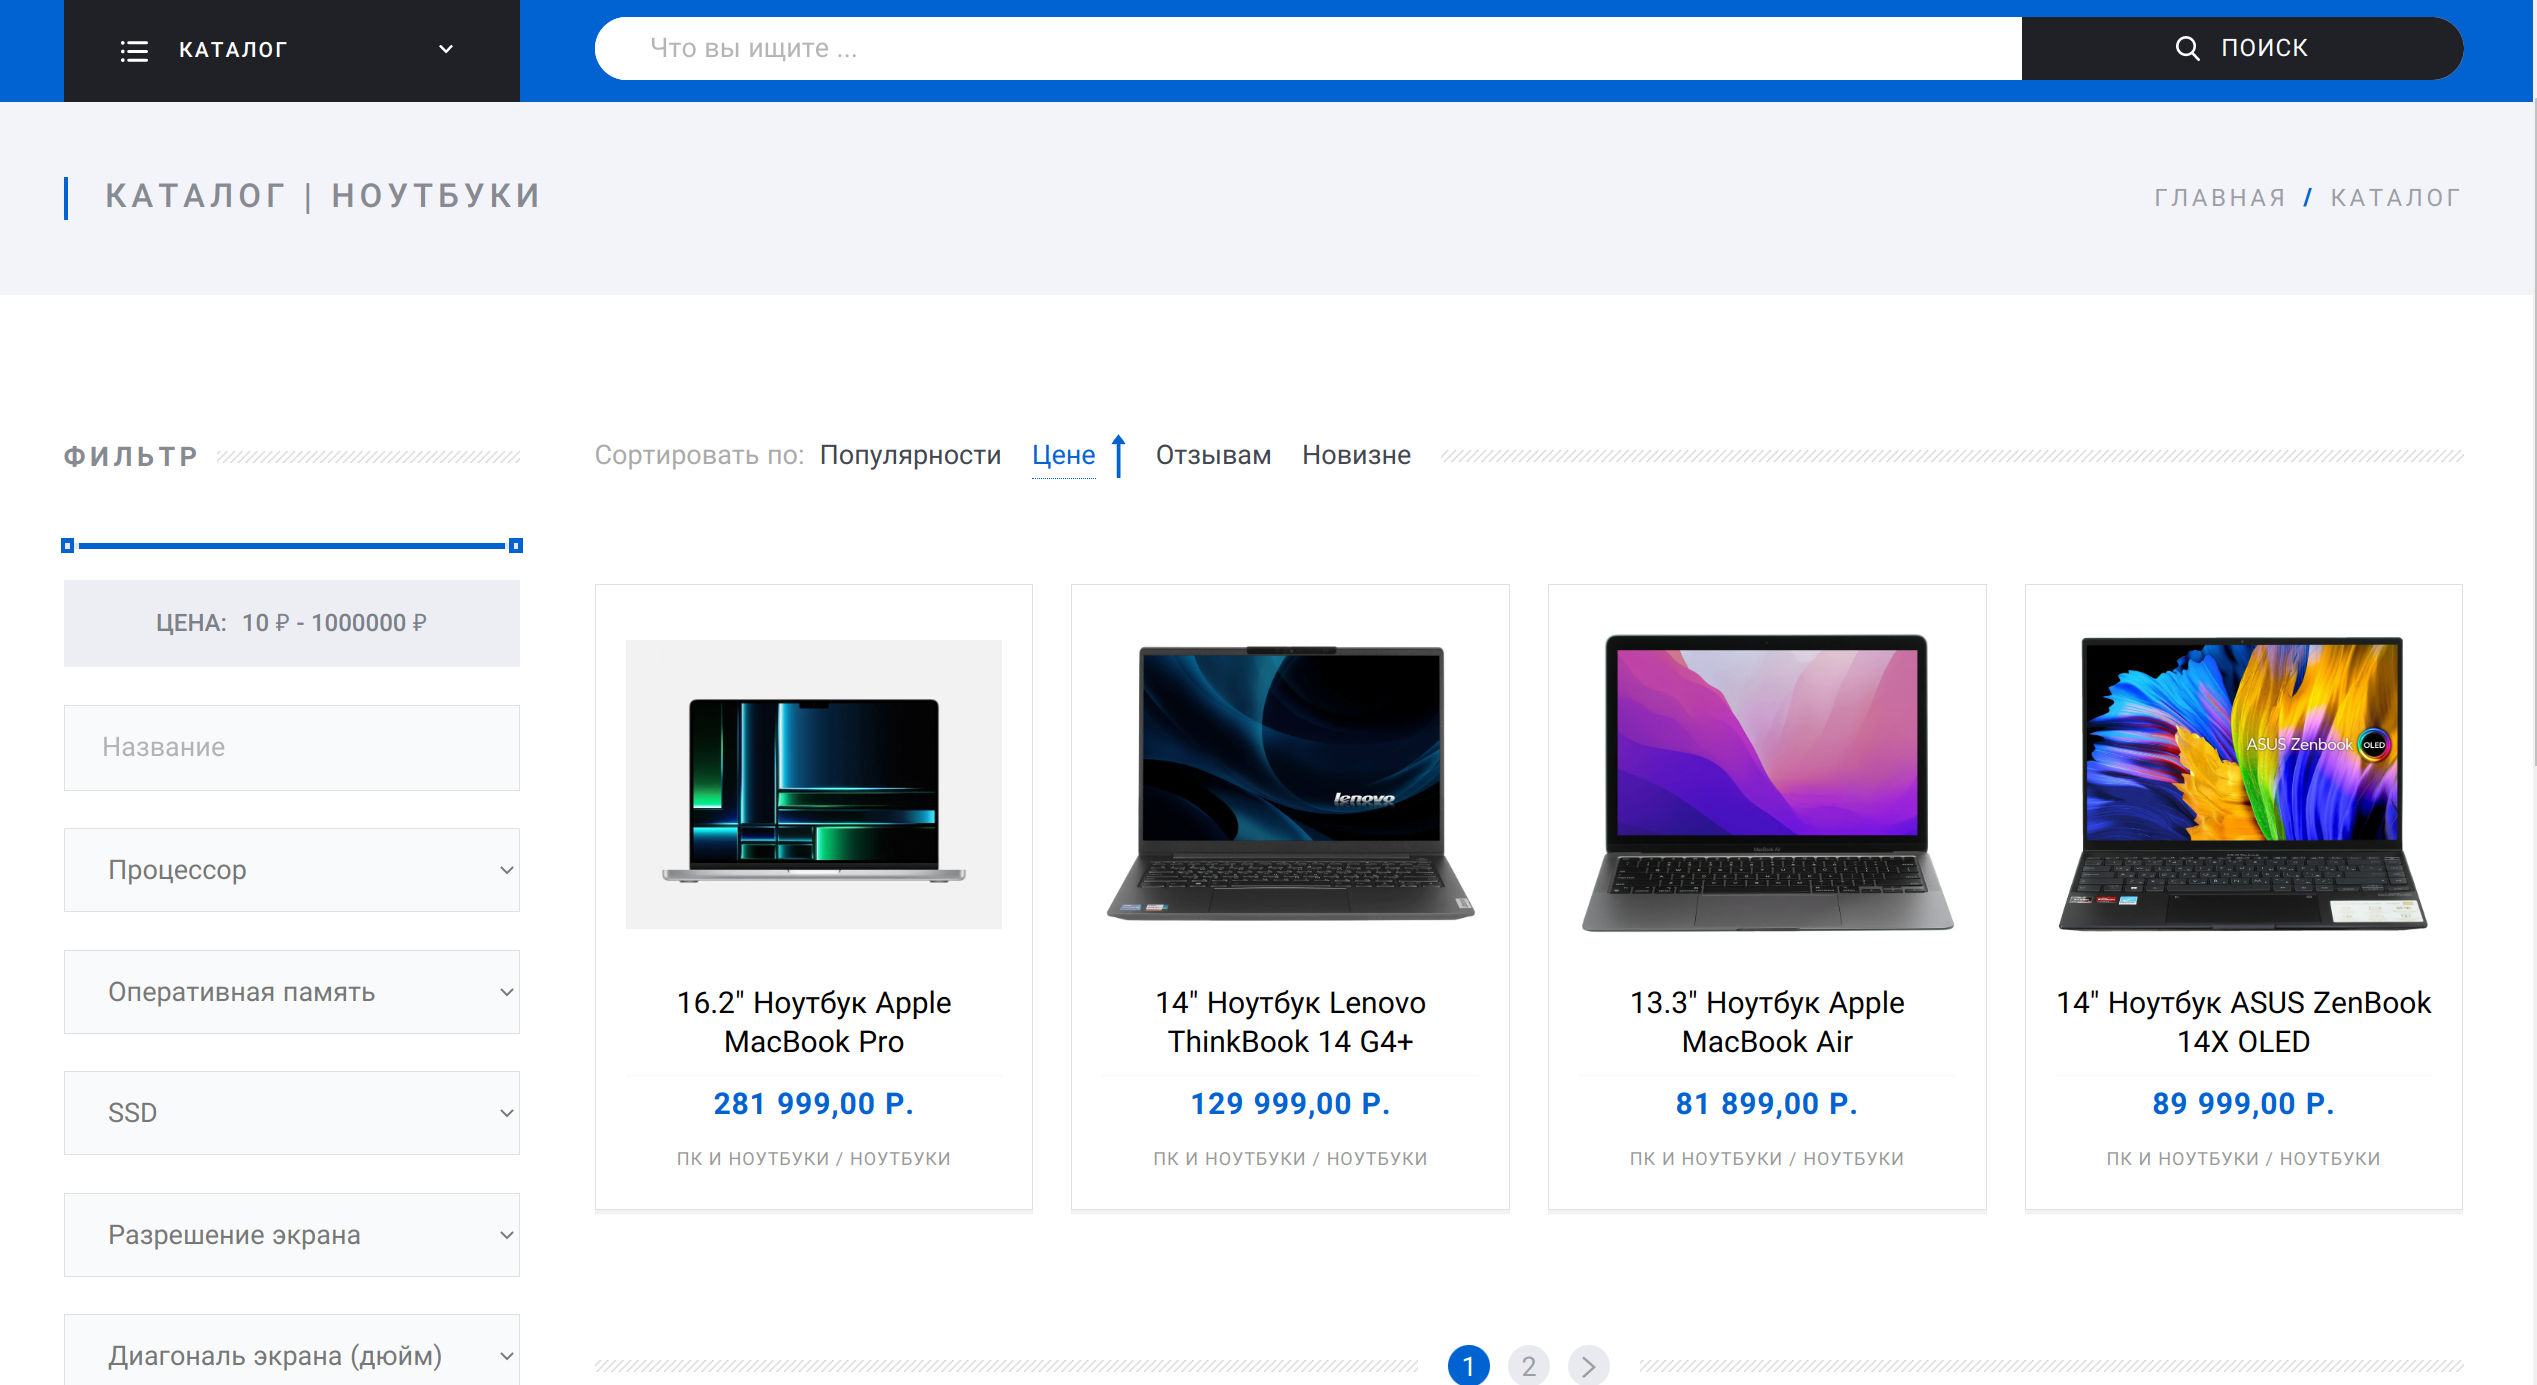 КАТАЛОГ
Что вы ищите ...
ПОИСК
КАТАЛОГ | НОУТБУКИ
ГЛАВНАЯ / КАТАЛОГ
ФИЛЬТР
Сортировать по: Популярности Цене Отзывам Новизне
ЦЕНА: 10 ₽ - 1000000 ₽
Название
Процессор
Оперативная память
SSD
Разрешение экрана
Диагональ экрана (дюйм)
16.2" Ноутбук Apple
MacBook Pro
281 999,00 Р.
ПК И НОУТБУКИ / НОУТБУКИ
lenovo
14" Ноутбук Lenovo
ThinkBook 14 G4+
129 999,00 Р.
ПК И НОУТБУКИ / НОУТБУКИ
13.3" Ноутбук Apple
MacBook Air
81 899,00 Р.
ПК И НОУТБУКИ / НОУТБУКИ
ASUS Zenbook OLED
14" Ноутбук ASUS ZenBook
14X OLED
89 999,00 Р.
ПК И НОУТБУКИ / НОУТБУКИ
1 2